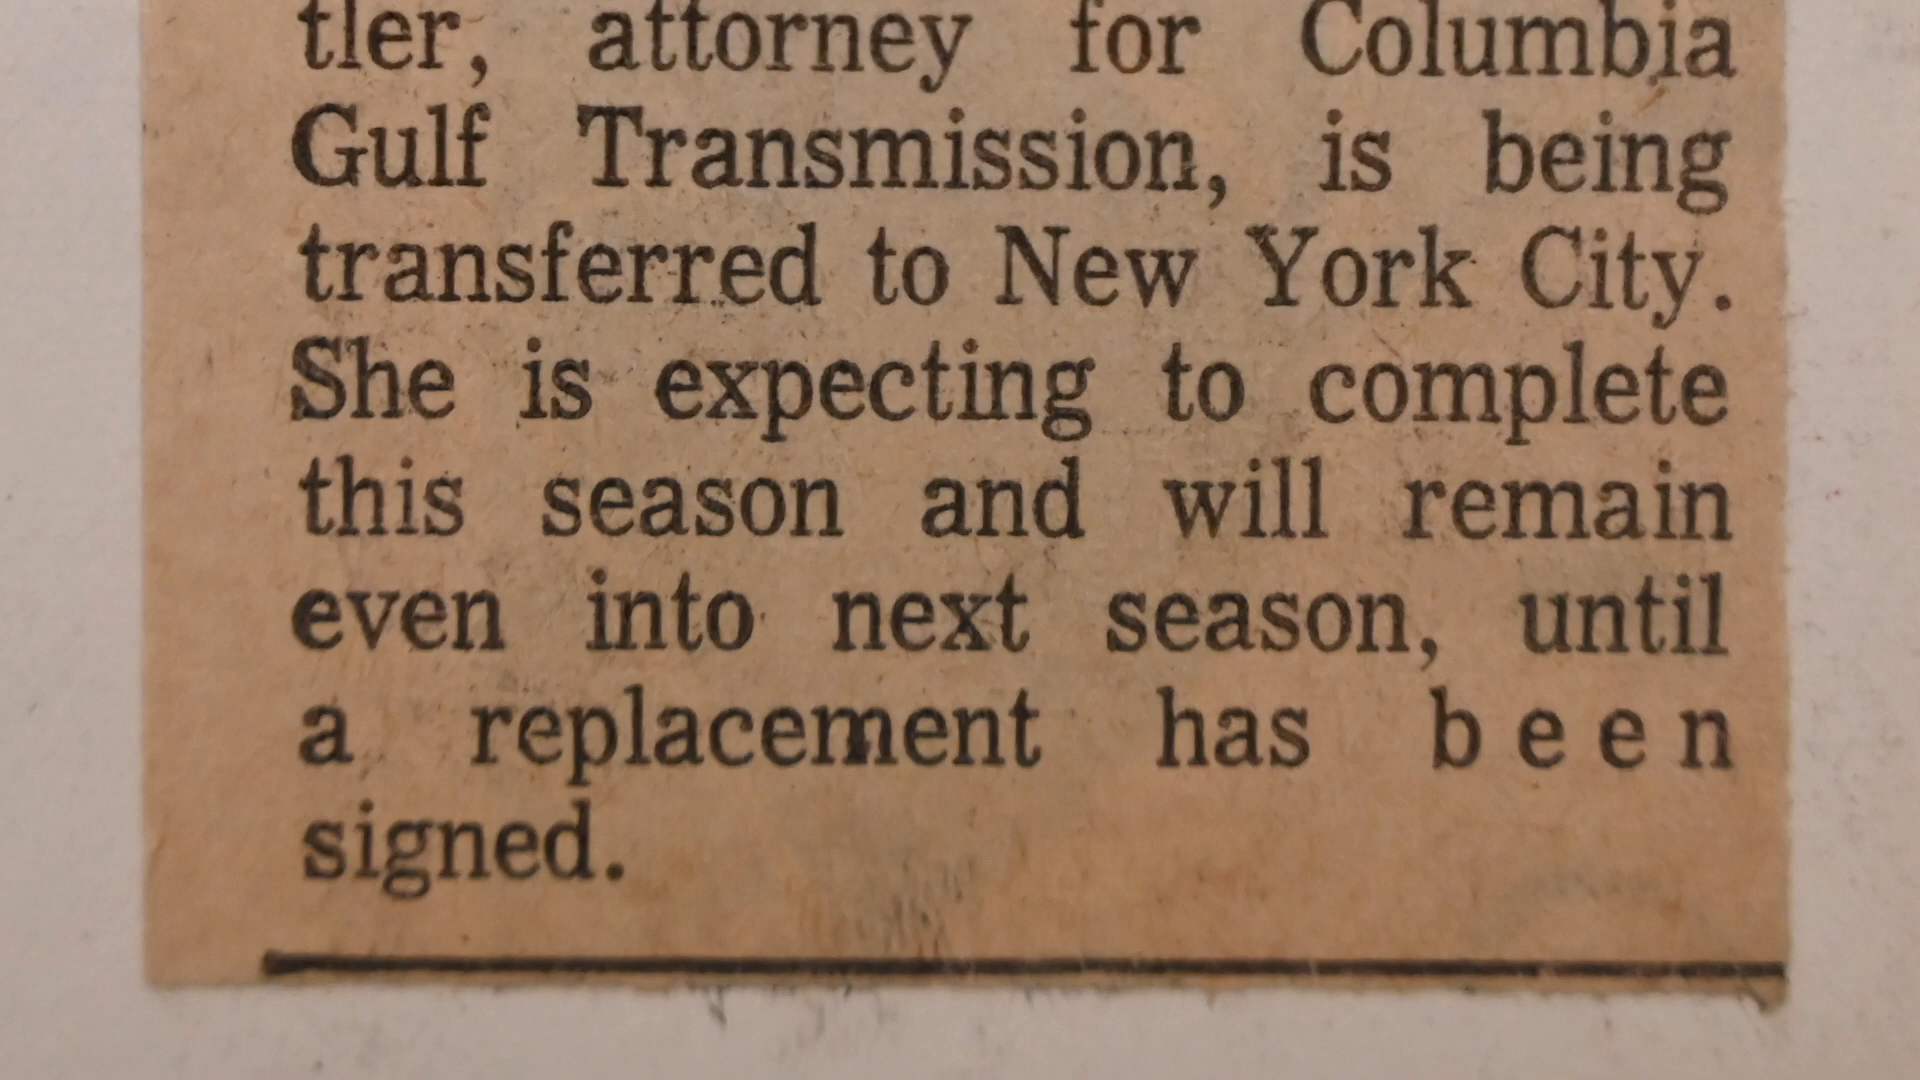 tler, attorney for Columbia
Gulf Transmission, is being
transferred to New York City.
She is expecting to complete
this season and will remain
even into next season, until
a replacement has been
signed.